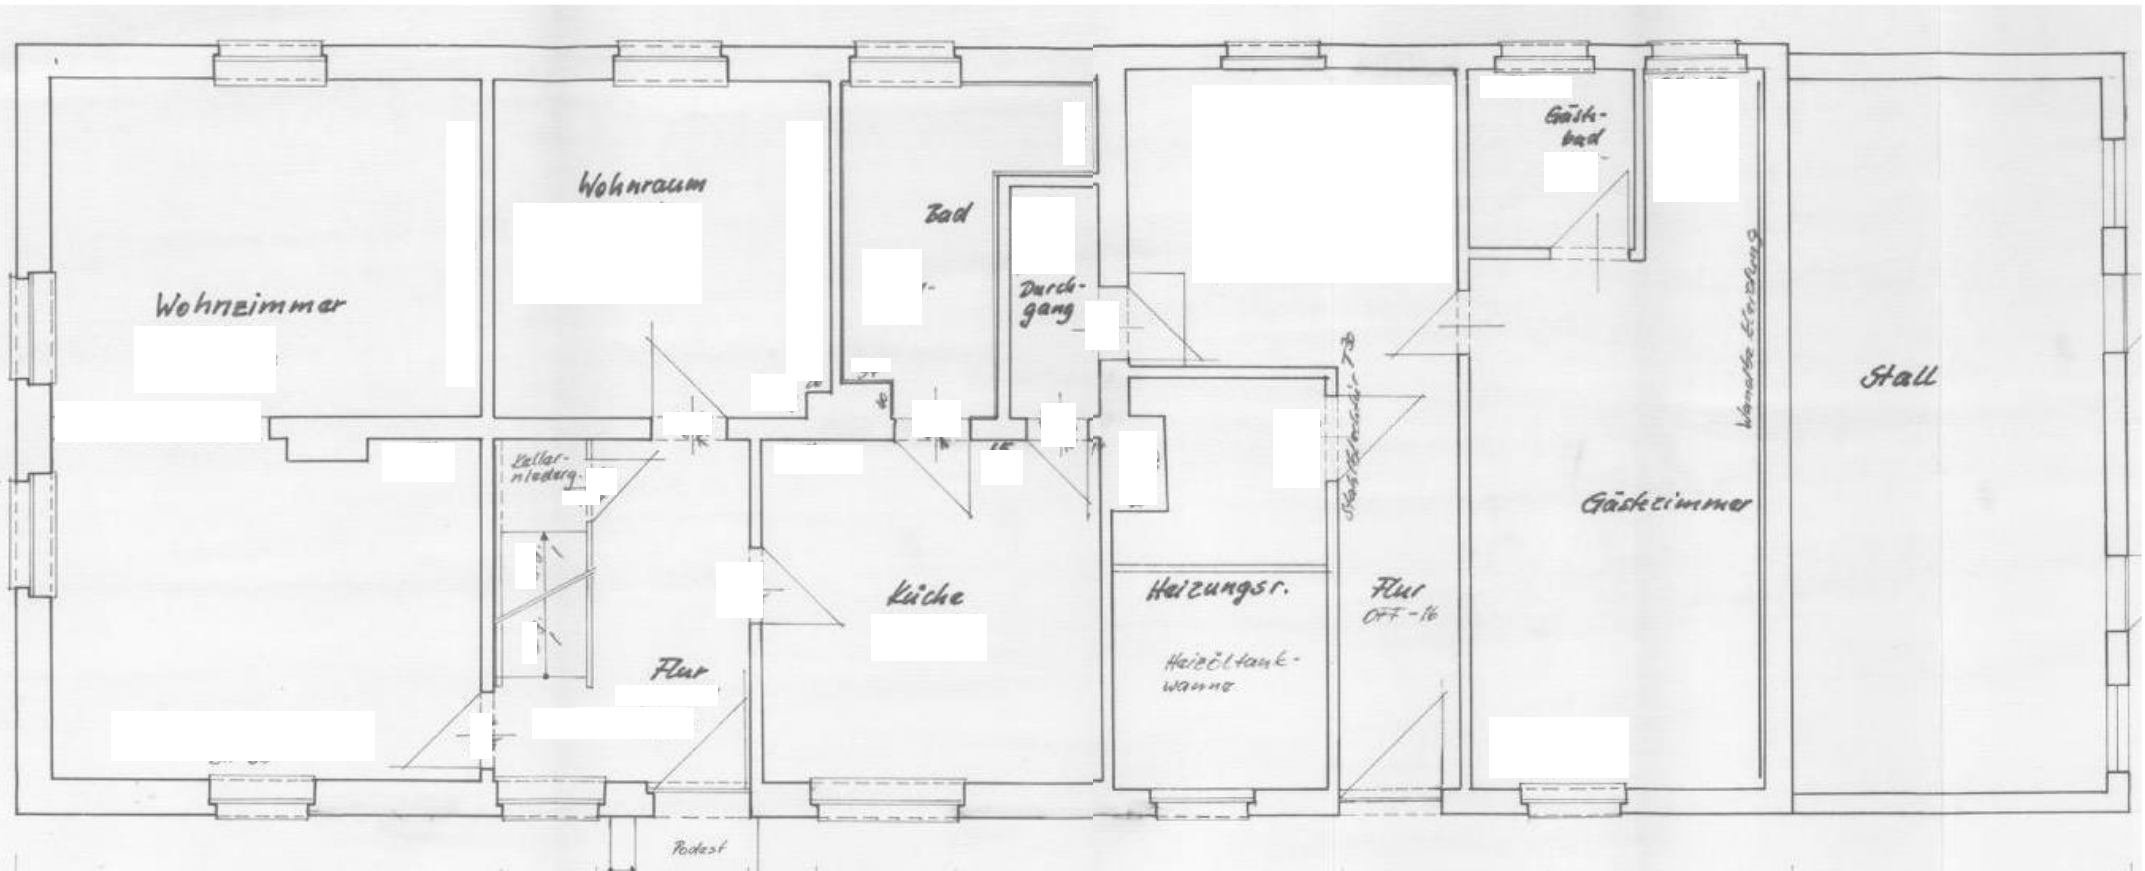 Wohnzimmer
Wohnraum
Bad
Durch-
gang
Gäste-
bad
Keller-
niederg.
Flur
Podest
Küche
Heizungsr.
Heizöltank-
wanne
Flur
OFF-16
Gästezimmer
Stall